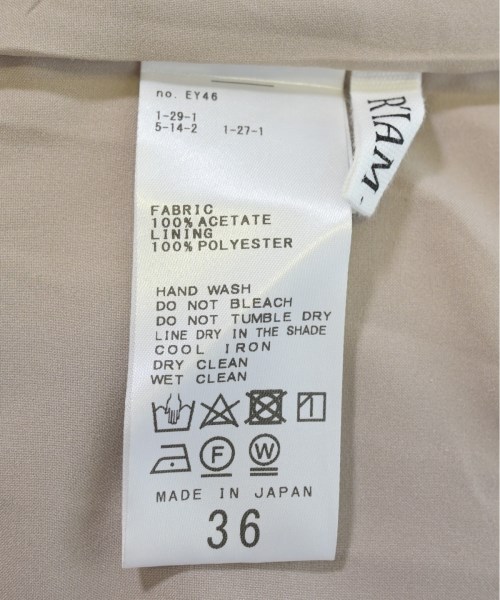 no. EY46
1-29-1
5-14-2 1-27-1
R'IAM
FABRIC
100% ACETATE
LINING
100% POLYESTER
HAND WASH
DO NOT BLEACH
DO NOT TUMBLE DRY
LINE DRY IN THE SHADE
COOL IRON
DRY CLEAN
WET CLEAN
F W
MADE IN JAPAN
36